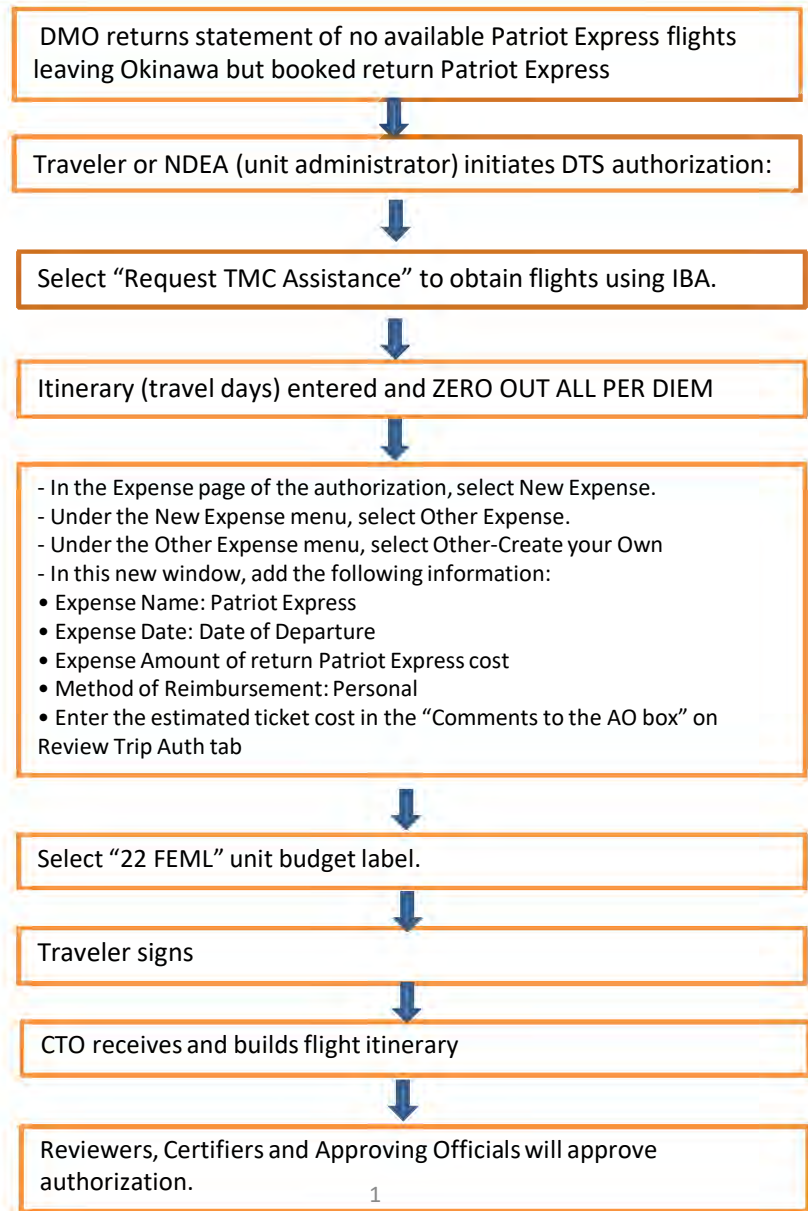 DMO returns statement of no available Patriot Express flights
leaving Okinawa but booked return Patriot Express
Traveler or NDEA (unit administrator) initiates DTS authorization:
Select “Request TMC Assistance” to obtain flights using IBA.
Itinerary (travel days) entered and ZERO OUT ALL PER DIEM
- In the Expense page of the authorization, select New Expense.
- Under the New Expense menu, select Other Expense.
- Under the Other Expense menu, select Other-Create your Own
- In this new window, add the following information:
• Expense Name: Patriot Express
• Expense Date: Date of Departure
• Expense Amount of return Patriot Express cost
• Method of Reimbursement: Personal
• Enter the estimated ticket cost in the “Comments to the AO box” on
Review Trip Auth tab
Select “22 FEML” unit budget label.
Traveler signs
CTO receives and builds flight itinerary
Reviewers, Certifiers and Approving Officials will approve
authorization.
1